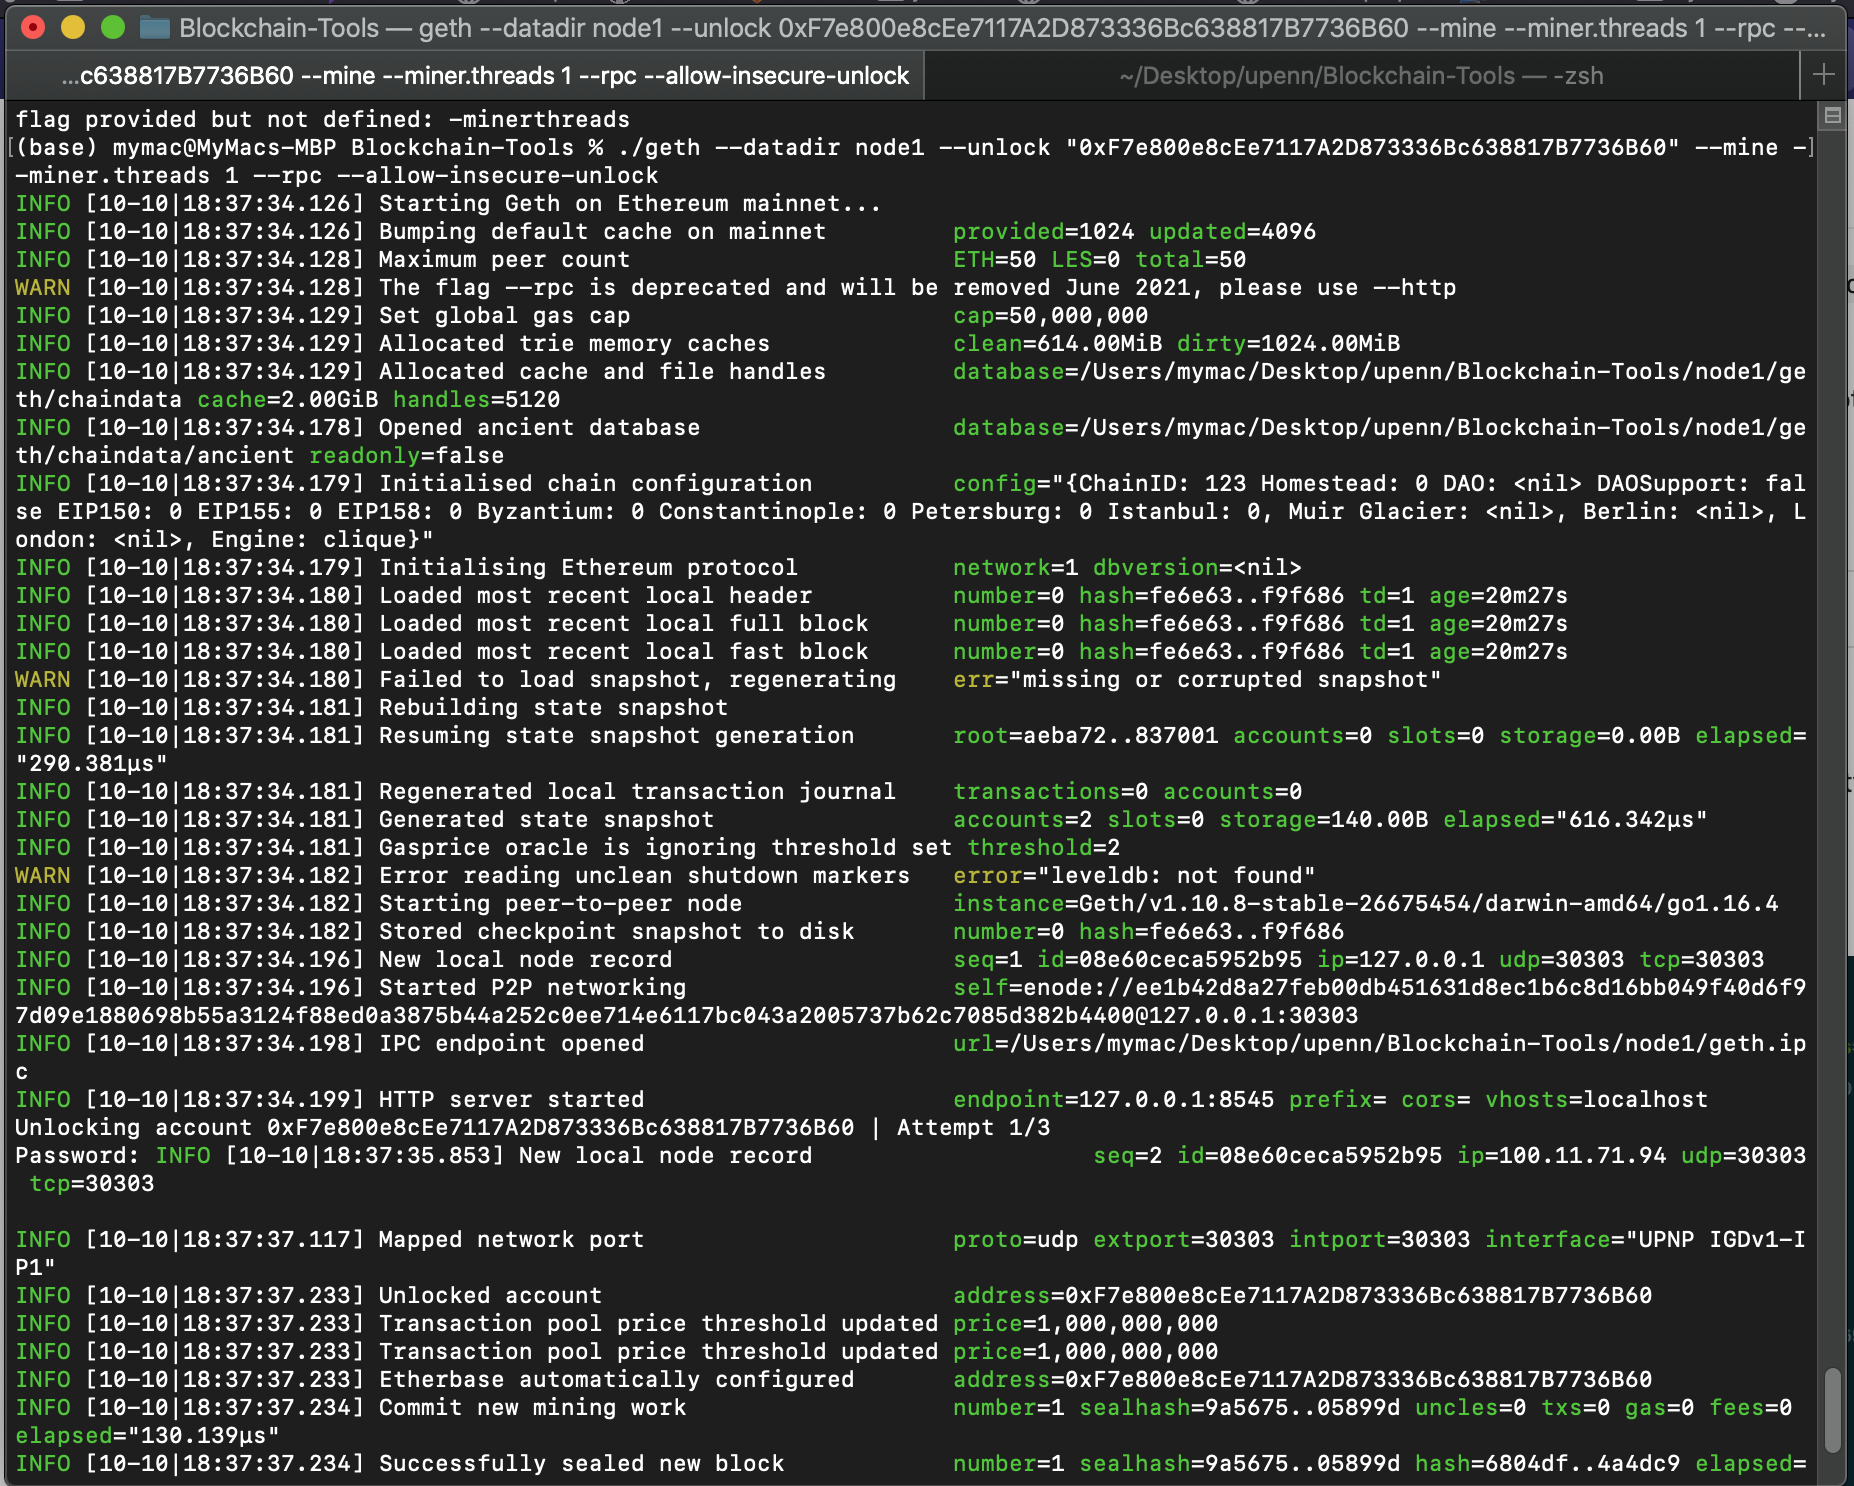 Blockchain-Tools — geth --datadir node1 --unlock 0xF7e800e8cEe7117A2D873336Bc638817B7736B60 --mine --miner.threads 1 --rpc --...
...c638817B7736B60 --mine --miner.threads 1 --rpc --allow-insecure-unlock
~/Desktop/upenn/Blockchain-Tools — -zsh
flag provided but not defined: -minerthreads
[(base) mymac@MyMacs-MBP Blockchain-Tools % ./geth --datadir node1 --unlock "0xF7e800e8cEe7117A2D873336Bc638817B7736B60" --mine -]
-miner.threads 1 --rpc --allow-insecure-unlock
INFO [10-10|18:37:34.126] Starting Geth on Ethereum mainnet...
INFO [10-10|18:37:34.126] Bumping default cache on mainnet provided=1024 updated=4096
INFO [10-10|18:37:34.128] Maximum peer count ETH=50 LES=0 total=50
WARN [10-10|18:37:34.128] The flag --rpc is deprecated and will be removed June 2021, please use --http
INFO [10-10|18:37:34.129] Set global gas cap cap=50,000,000
INFO [10-10|18:37:34.129] Allocated trie memory caches clean=614.00MiB dirty=1024.00MiB
INFO [10-10|18:37:34.129] Allocated cache and file handles database=/Users/mymac/Desktop/upenn/Blockchain-Tools/node1/ge
th/chaindata cache=2.00GiB handles=5120
INFO [10-10|18:37:34.178] Opened ancient database database=/Users/mymac/Desktop/upenn/Blockchain-Tools/node1/ge
th/chaindata/ancient readonly=false
INFO [10-10|18:37:34.179] Initialised chain configuration config="{ChainID: 123 Homestead: 0 DAO: <nil> DAOSupport: fal
se EIP150: 0 EIP155: 0 EIP158: 0 Byzantium: 0 Constantinople: 0 Petersburg: 0 Istanbul: 0, Muir Glacier: <nil>, Berlin: <nil>, L
ondon: <nil>, Engine: clique}"
INFO [10-10|18:37:34.179] Initialising Ethereum protocol network=1 dbversion=<nil>
INFO [10-10|18:37:34.180] Loaded most recent local header number=0 hash=fe6e63..f9f686 td=1 age=20m27s
INFO [10-10|18:37:34.180] Loaded most recent local full block number=0 hash=fe6e63..f9f686 td=1 age=20m27s
INFO [10-10|18:37:34.180] Loaded most recent local fast block number=0 hash=fe6e63..f9f686 td=1 age=20m27s
WARN [10-10|18:37:34.180] Failed to load snapshot, regenerating err="missing or corrupted snapshot"
INFO [10-10|18:37:34.181] Rebuilding state snapshot
INFO [10-10|18:37:34.181] Resuming state snapshot generation root=aeba72..837001 accounts=0 slots=0 storage=0.00B elapsed=
"290.381µs"
INFO [10-10|18:37:34.181] Regenerated local transaction journal transactions=0 accounts=0
INFO [10-10|18:37:34.181] Generated state snapshot accounts=2 slots=0 storage=140.00B elapsed="616.342µs"
INFO [10-10|18:37:34.181] Gasprice oracle is ignoring threshold set threshold=2
WARN [10-10|18:37:34.182] Error reading unclean shutdown markers error="leveldb: not found"
INFO [10-10|18:37:34.182] Starting peer-to-peer node instance=Geth/v1.10.8-stable-26675454/darwin-amd64/go1.16.4
INFO [10-10|18:37:34.182] Stored checkpoint snapshot to disk number=0 hash=fe6e63..f9f686
INFO [10-10|18:37:34.196] New local node record seq=1 id=08e60ceca5952b95 ip=127.0.0.1 udp=30303 tcp=30303
INFO [10-10|18:37:34.196] Started P2P networking self=enode://ee1b42d8a27feb00db451631d8ec1b6c8d16bb049f40d6f9
7d09e1880698b55a3124f88ed0a3875b44a252c0ee714e6117bc043a2005737b62c7085d382b4400@127.0.0.1:30303
INFO [10-10|18:37:34.198] IPC endpoint opened url=/Users/mymac/Desktop/upenn/Blockchain-Tools/node1/geth.ip
c
INFO [10-10|18:37:34.199] HTTP server started endpoint=127.0.0.1:8545 prefix= cors= vhosts=localhost
Unlocking account 0xF7e800e8cEe7117A2D873336Bc638817B7736B60 | Attempt 1/3
Password: INFO [10-10|18:37:35.853] New local node record seq=2 id=08e60ceca5952b95 ip=100.11.71.94 udp=30303
tcp=30303
INFO [10-10|18:37:37.117] Mapped network port proto=udp extport=30303 intport=30303 interface="UPNP IGDv1-I
P1"
INFO [10-10|18:37:37.233] Unlocked account address=0xF7e800e8cEe7117A2D873336Bc638817B7736B60
INFO [10-10|18:37:37.233] Transaction pool price threshold updated price=1,000,000,000
INFO [10-10|18:37:37.233] Transaction pool price threshold updated price=1,000,000,000
INFO [10-10|18:37:37.233] Etherbase automatically configured address=0xF7e800e8cEe7117A2D873336Bc638817B7736B60
INFO [10-10|18:37:37.234] Commit new mining work number=1 sealhash=9a5675..05899d uncles=0 txs=0 gas=0 fees=0
elapsed="130.139µs"
INFO [10-10|18:37:37.234] Successfully sealed new block number=1 sealhash=9a5675..05899d hash=6804df..4a4dc9 elapsed=